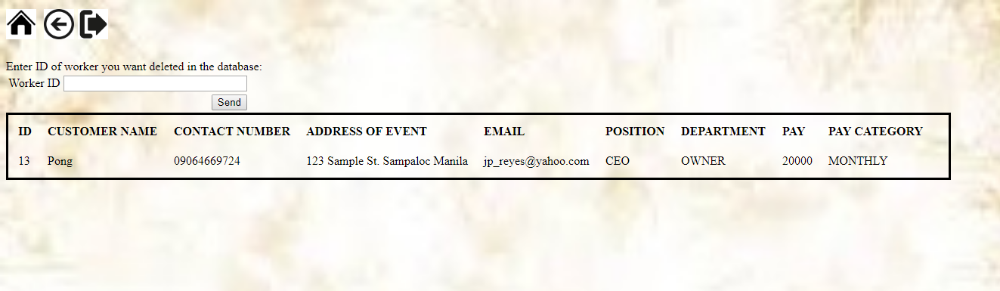 Enter ID of worker you want deleted in the database:
Worker ID
Send
ID CUSTOMER NAME CONTACT NUMBER ADDRESS OF EVENT EMAIL POSITION DEPARTMENT PAY PAY CATEGORY
13 Pong 09064669724 123 Sample St. Sampaloc Manila jp_reyes@yahoo.com CEO OWNER 20000 MONTHLY